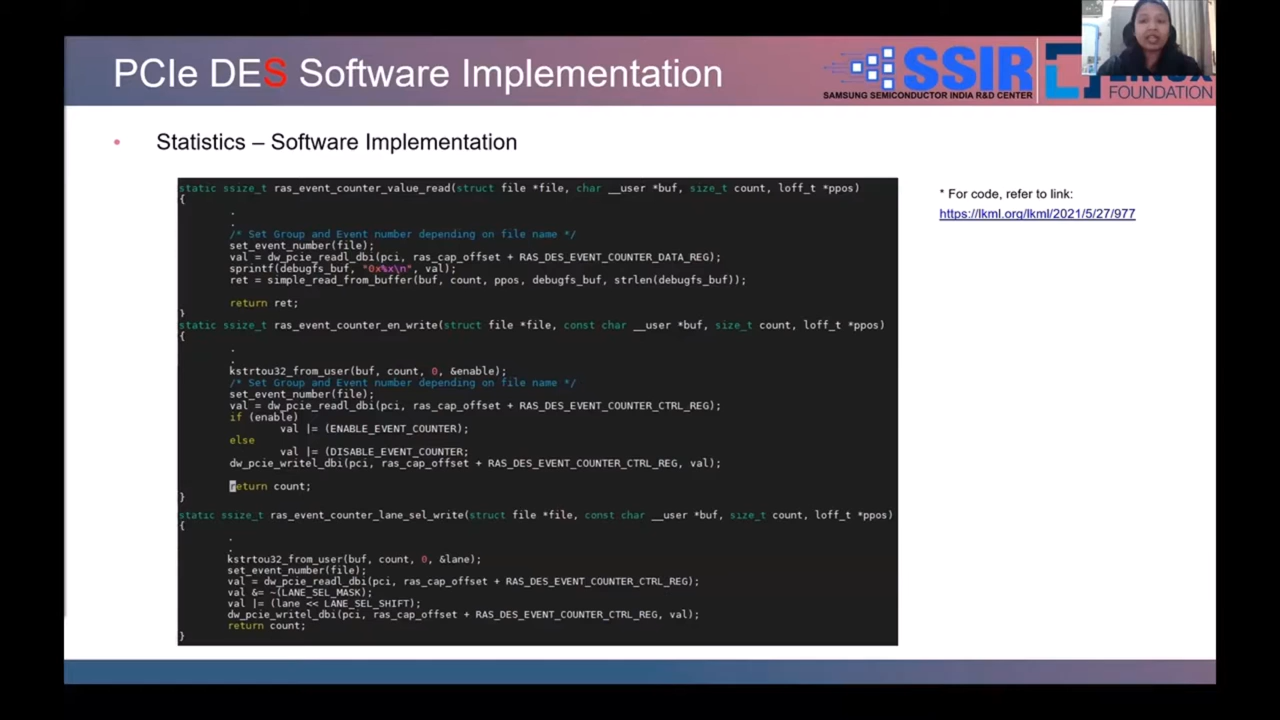 PCIe DES Software Implementation
SSIR
SAMSUNG SEMICONDUCTOR INDIA R&D CENTER
FOUNDATION
• Statistics – Software Implementation
static ssize_t ras_event_counter_value_read(struct file *file, char __user *buf, size_t count, loff_t *ppos)
{
.
.
/* Set Group and Event number depending on file name */
set_event_number(file);
val = dw_pcie_readl_dbi(pci, ras_cap_offset + RAS_DES_EVENT_COUNTER_DATA_REG);
sprintf(debugfs_buf, "0x%x\n", val);
ret = simple_read_from_buffer(buf, count, ppos, debugfs_buf, strlen(debugfs_buf));
return ret;
}
static ssize_t ras_event_counter_en_write(struct file *file, const char __user *buf, size_t count, loff_t *ppos)
{
.
.
kstrtou32_from_user(buf, count, 0, &enable);
/* Set Group and Event number depending on file name */
set_event_number(file);
val = dw_pcie_readl_dbi(pci, ras_cap_offset + RAS_DES_EVENT_COUNTER_CTRL_REG);
if (enable)
val |= (ENABLE_EVENT_COUNTER);
else
val |= (DISABLE_EVENT_COUNTER;
dw_pcie_writel_dbi(pci, ras_cap_offset + RAS_DES_EVENT_COUNTER_CTRL_REG, val);
return count;
}
static ssize_t ras_event_counter_lane_sel_write(struct file *file, const char __user *buf, size_t count, loff_t *ppos)
{
.
.
kstrtou32_from_user(buf, count, 0, &lane);
set_event_number(file);
val = dw_pcie_readl_dbi(pci, ras_cap_offset + RAS_DES_EVENT_COUNTER_CTRL_REG);
val &= ~(LANE_SEL_MASK);
val |= (lane << LANE_SEL_SHIFT);
dw_pcie_writel_dbi(pci, ras_cap_offset + RAS_DES_EVENT_COUNTER_CTRL_REG, val);
return count;
}
* For code, refer to link:
https://lkml.org/lkml/2021/5/27/977